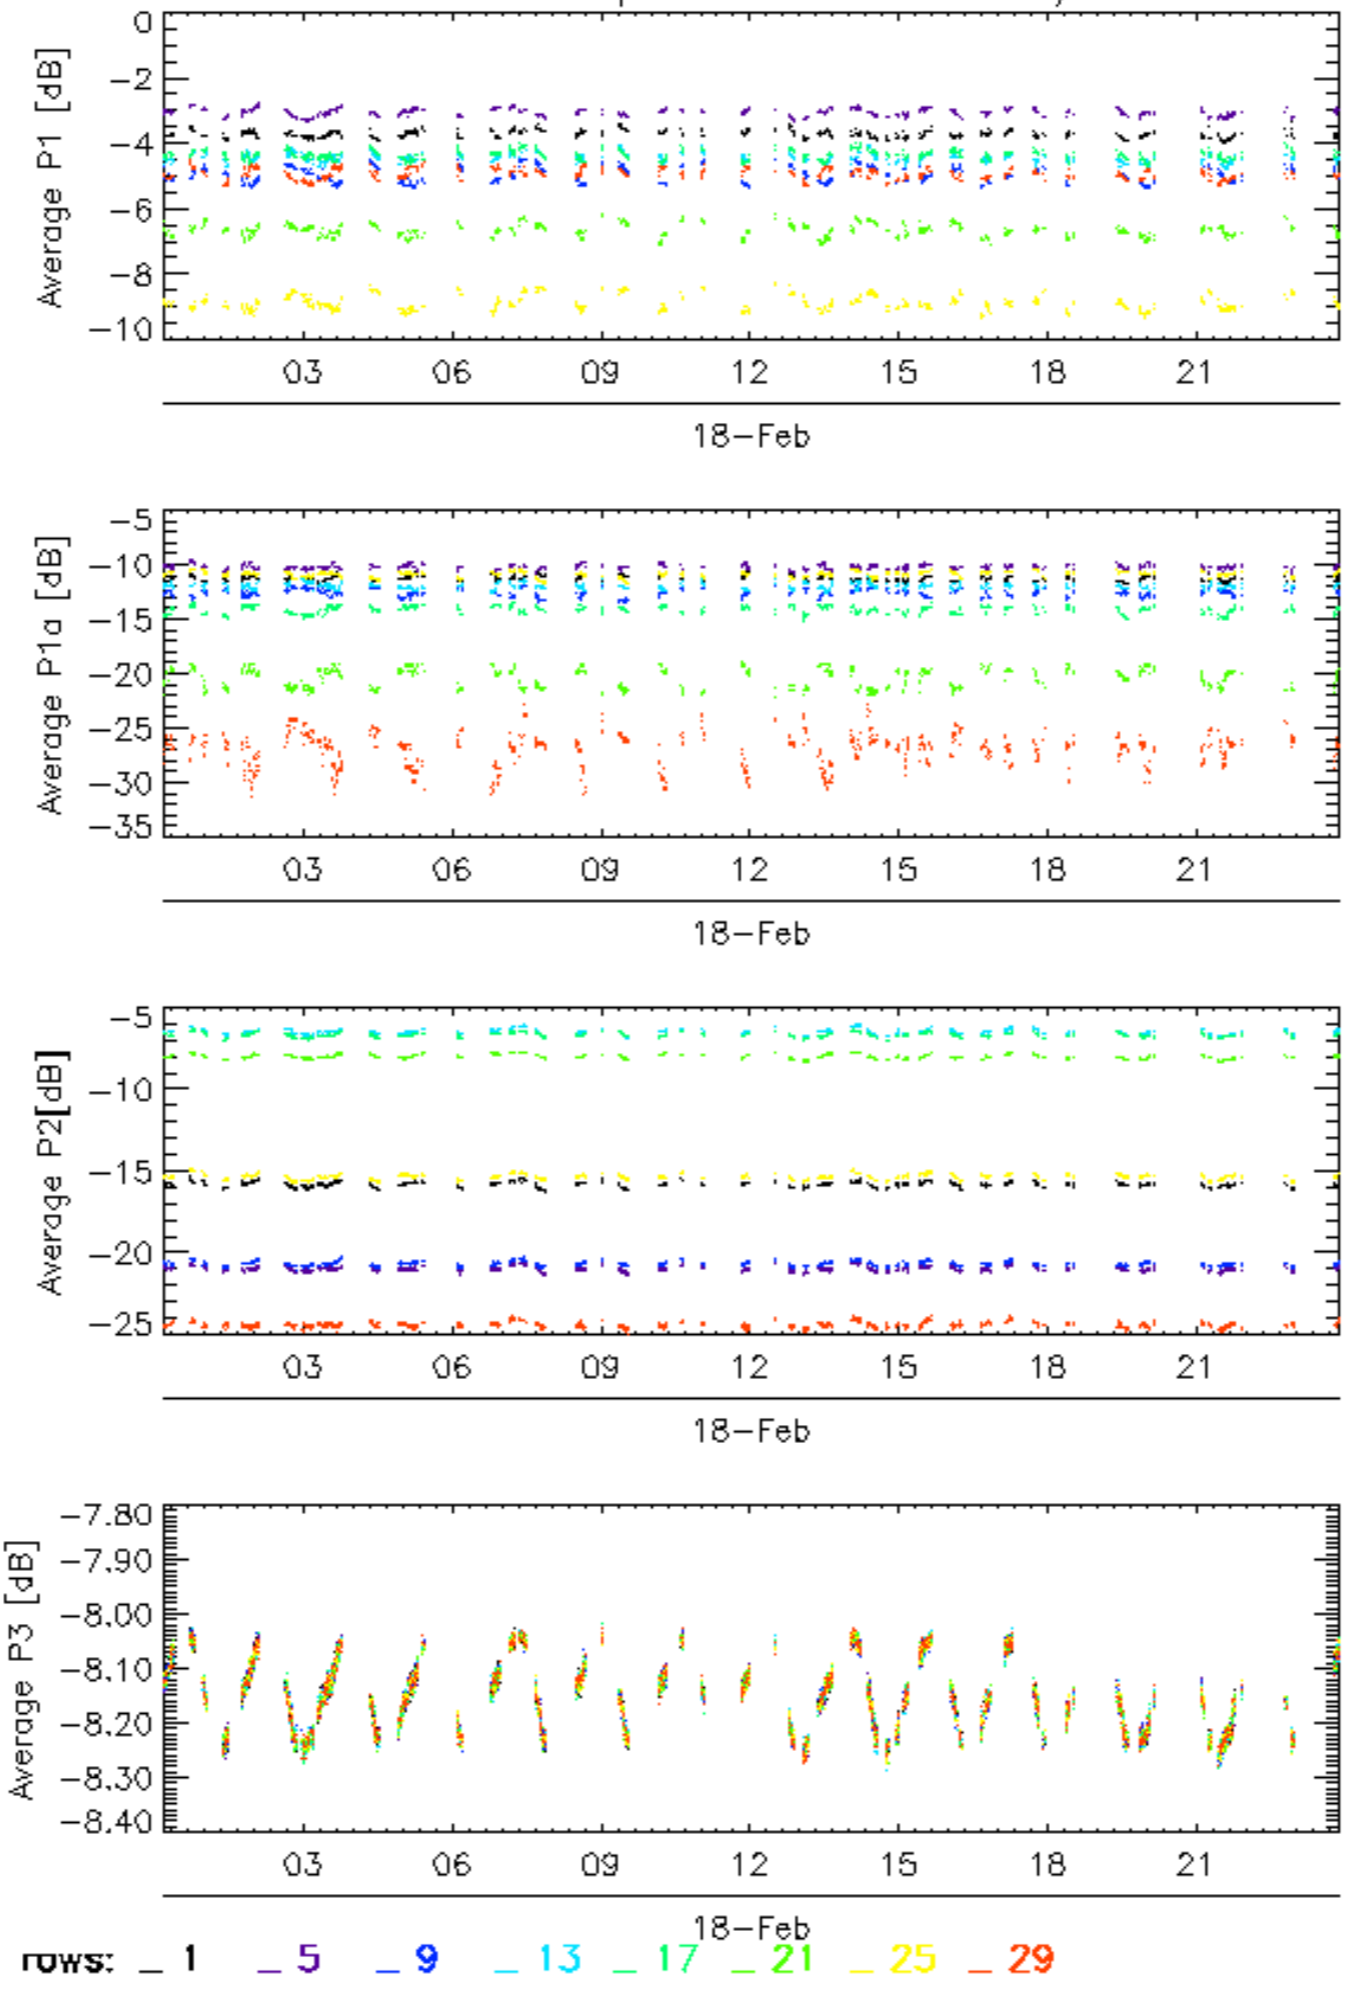 0
-2
-4
-6
-8
-10
Average P1 [dB]
03 06 09 12 15 18 21
18-Feb
-5
-10
-15
-20
-25
-30
-35
Average P1a [dB]
03 06 09 12 15 18 21
18-Feb
-5
-10
-15
-20
-25
Average P2[dB]
03 06 09 12 15 18 21
18-Feb
-7.80
-7.90
-8.00
-8.10
-8.20
-8.30
-8.40
Average P3 [dB]
03 06 09 12 15 18 21
18-Feb
rows: _ 1 _ 5 _ 9 _ 13 _ 17 _ 21 _ 25 _ 29